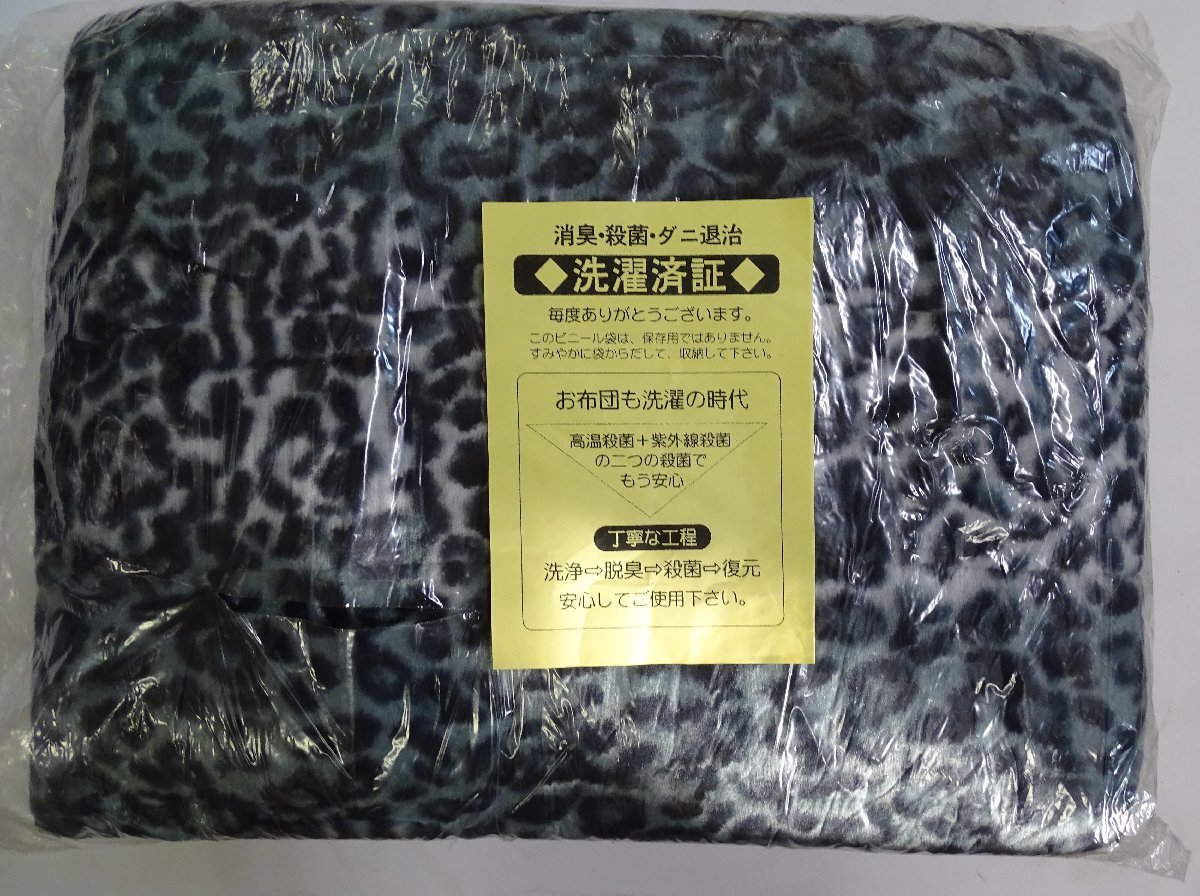 消臭・殺菌・ダニ退治
◆洗濯済証◆
毎度ありがとうございます。
このビニール袋は、保存用ではありません。
すみやかに袋からだして、収納して下さい。
お布団も洗濯の時代
高温殺菌＋紫外線殺菌
の二つの殺菌で
もう安心
丁寧な工程
洗浄⇨脱臭⇨殺菌⇨復元
安心してご使用下さい。